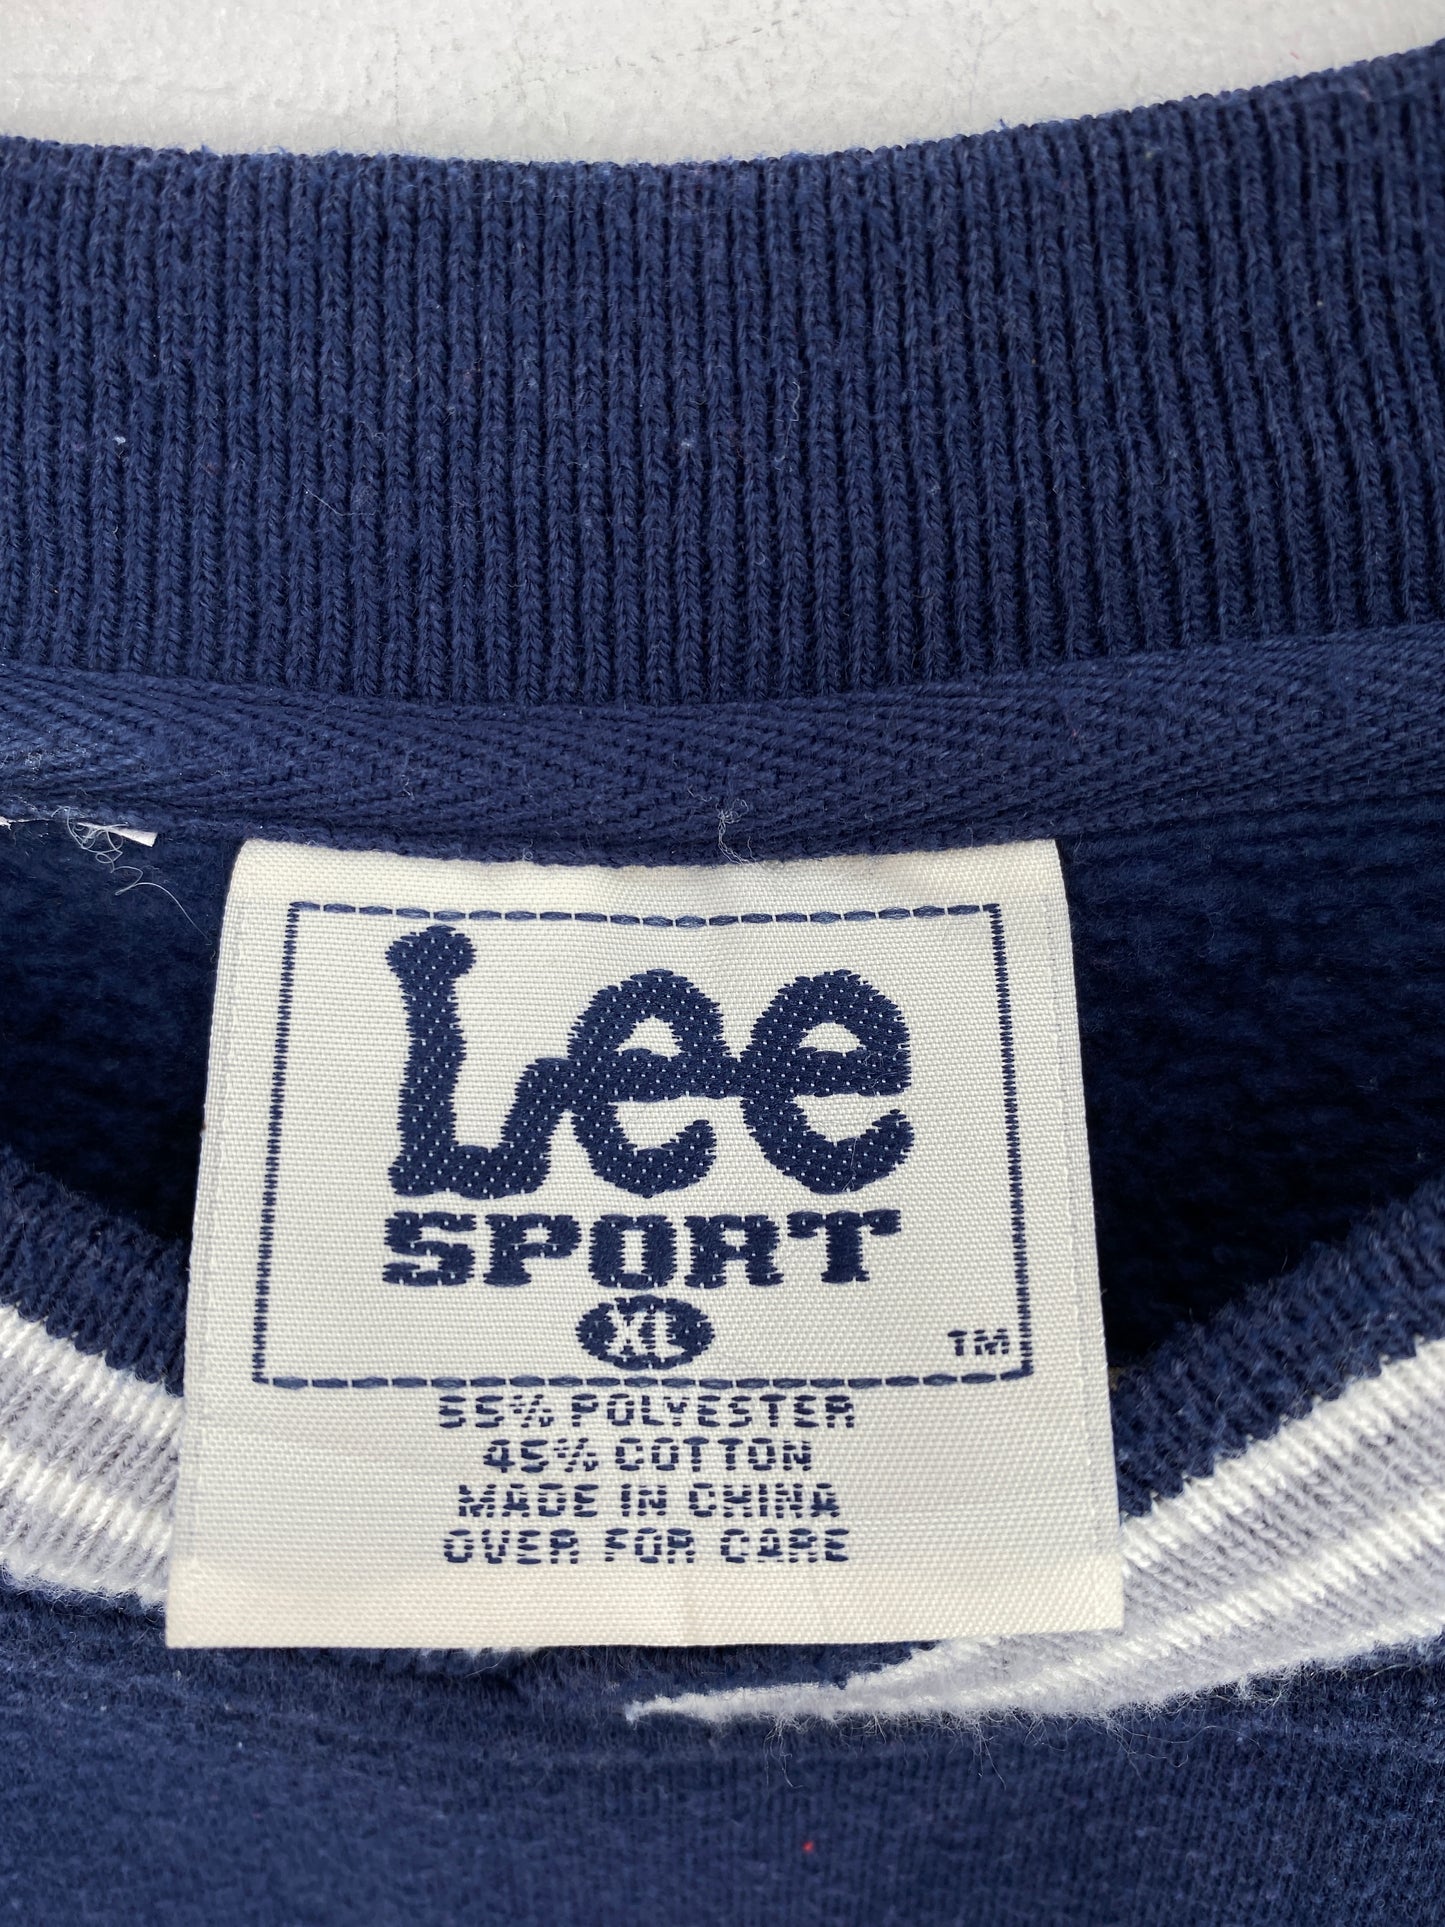 Lee
SPORT
XL
TM
55% POLYESTER
45% COTTON
MADE IN CHINA
OVER FOR CARE